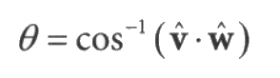 θ = cos⁻¹ (v̂ · ŵ)